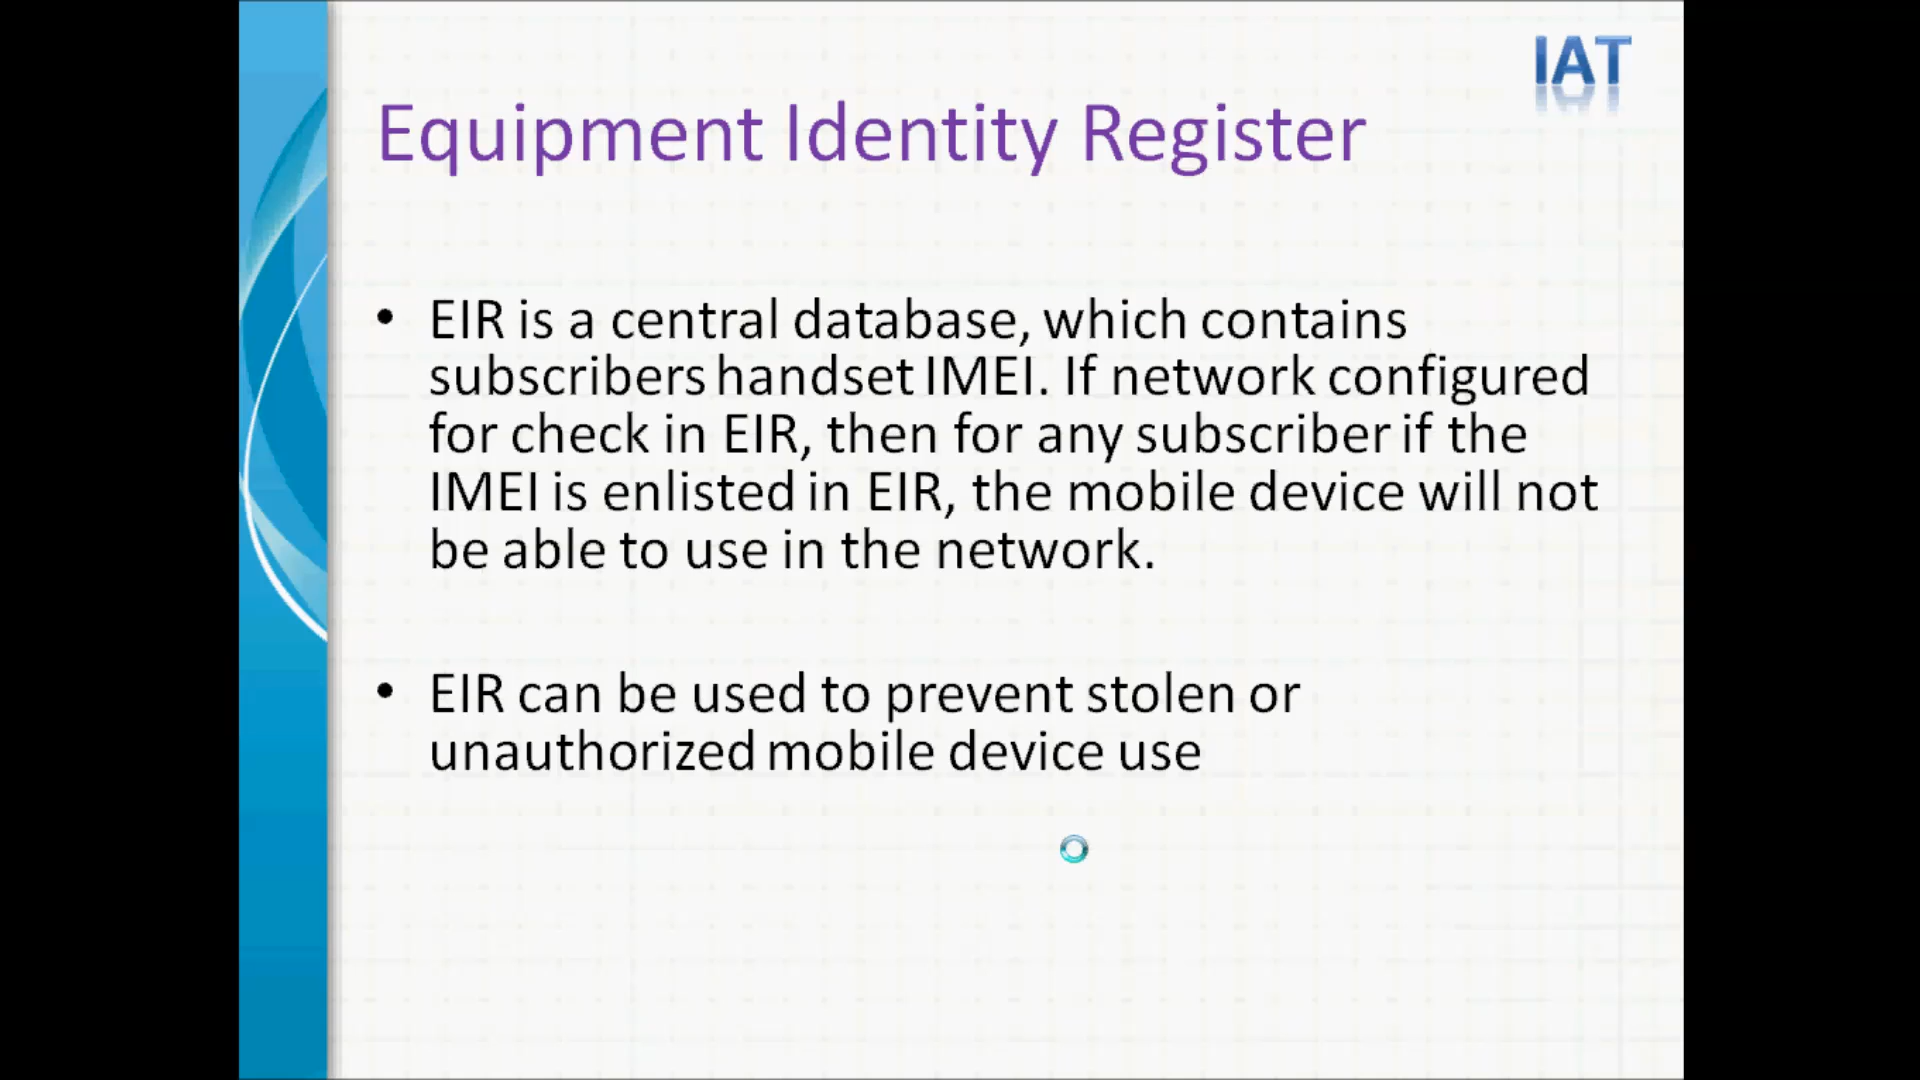 IAT
Equipment Identity Register
• EIR is a central database, which contains
subscribers handset IMEI. If network configured
for check in EIR, then for any subscriber if the
IMEI is enlisted in EIR, the mobile device will not
be able to use in the network.
• EIR can be used to prevent stolen or
unauthorized mobile device use